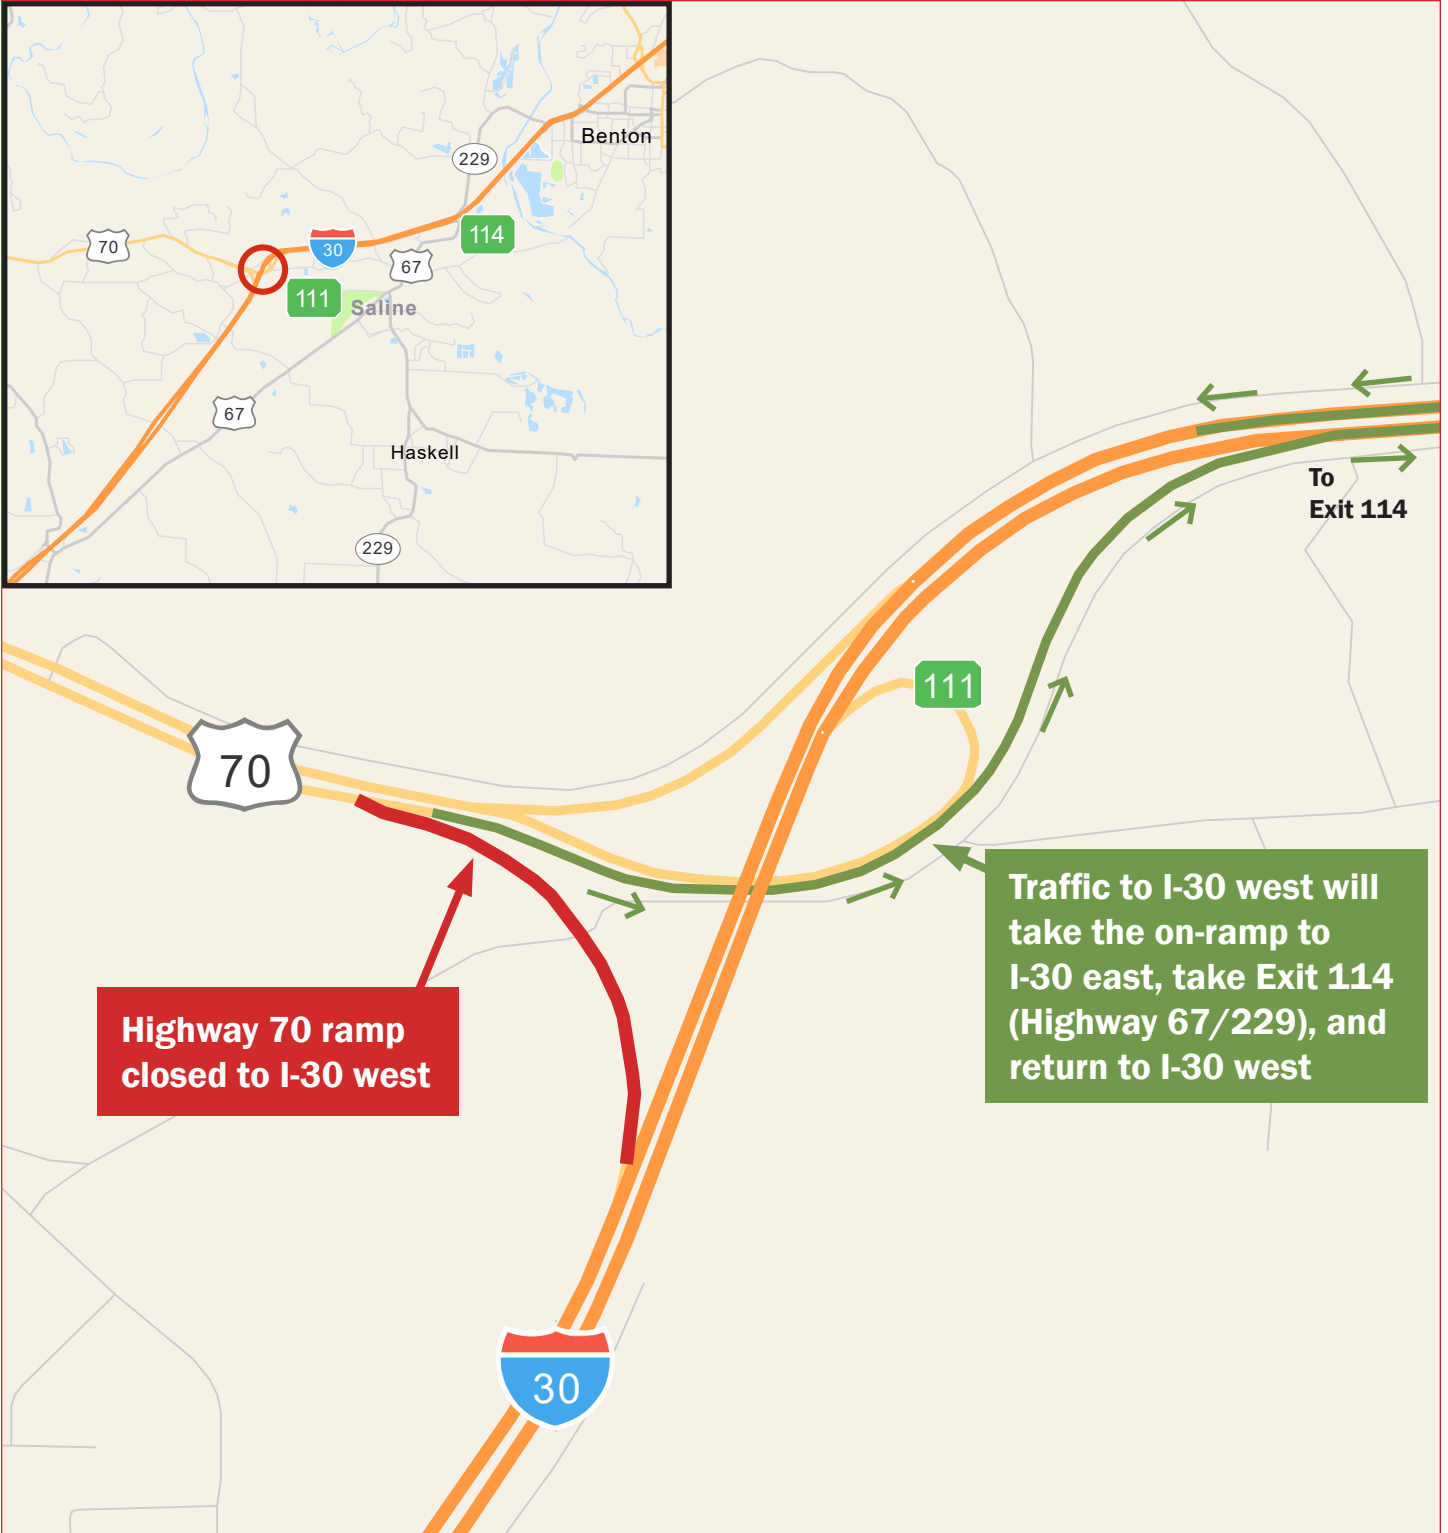 Benton
229
70
30
114
67
111
Saline
67
Haskell
229
To
Exit 114
111
70
Traffic to I-30 west will
take the on-ramp to
I-30 east, take Exit 114
(Highway 67/229), and
return to I-30 west
Highway 70 ramp
closed to I-30 west
30